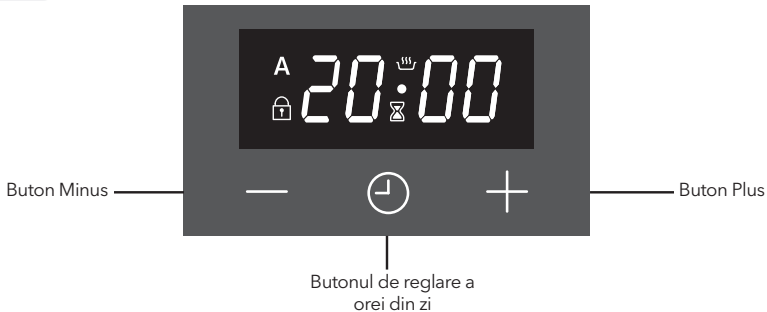 A
20:00
Buton Minus
Buton Plus
Butonul de reglare a
orei din zi